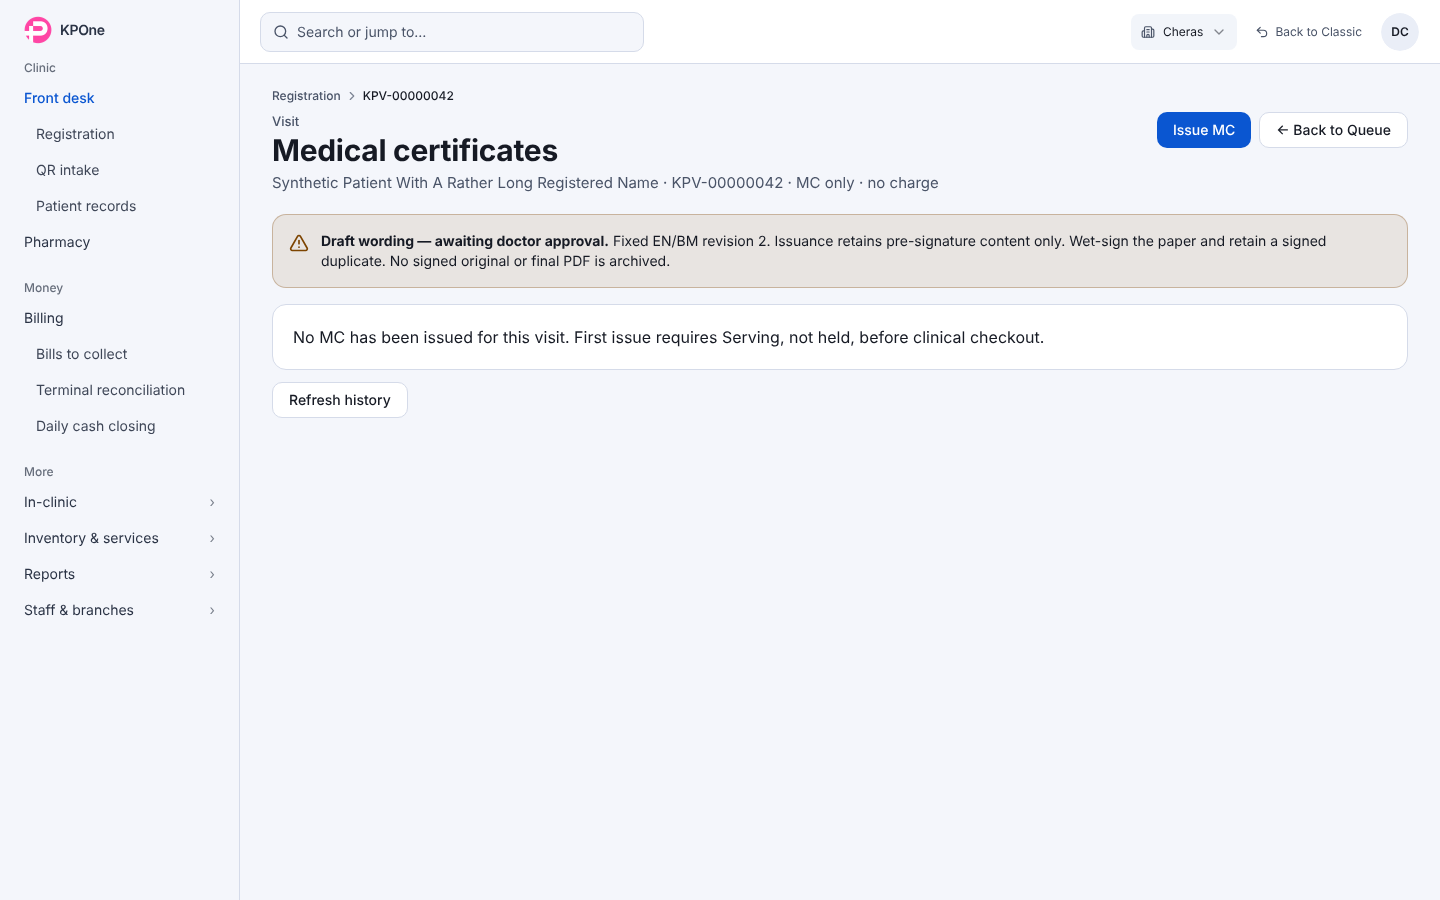 KPOne
Clinic
Front desk
Registration
QR intake
Patient records
Pharmacy
Money
Billing
Bills to collect
Terminal reconciliation
Daily cash closing
More
In-clinic
Inventory & services
Reports
Staff & branches
Search or jump to...
Cheras
Back to Classic
DC
Registration > KPV-00000042
Visit
Medical certificates
Synthetic Patient With A Rather Long Registered Name · KPV-00000042 · MC only · no charge
Issue MC
← Back to Queue
Draft wording — awaiting doctor approval. Fixed EN/BM revision 2. Issuance retains pre-signature content only. Wet-sign the paper and retain a signed
duplicate. No signed original or final PDF is archived.
No MC has been issued for this visit. First issue requires Serving, not held, before clinical checkout.
Refresh history